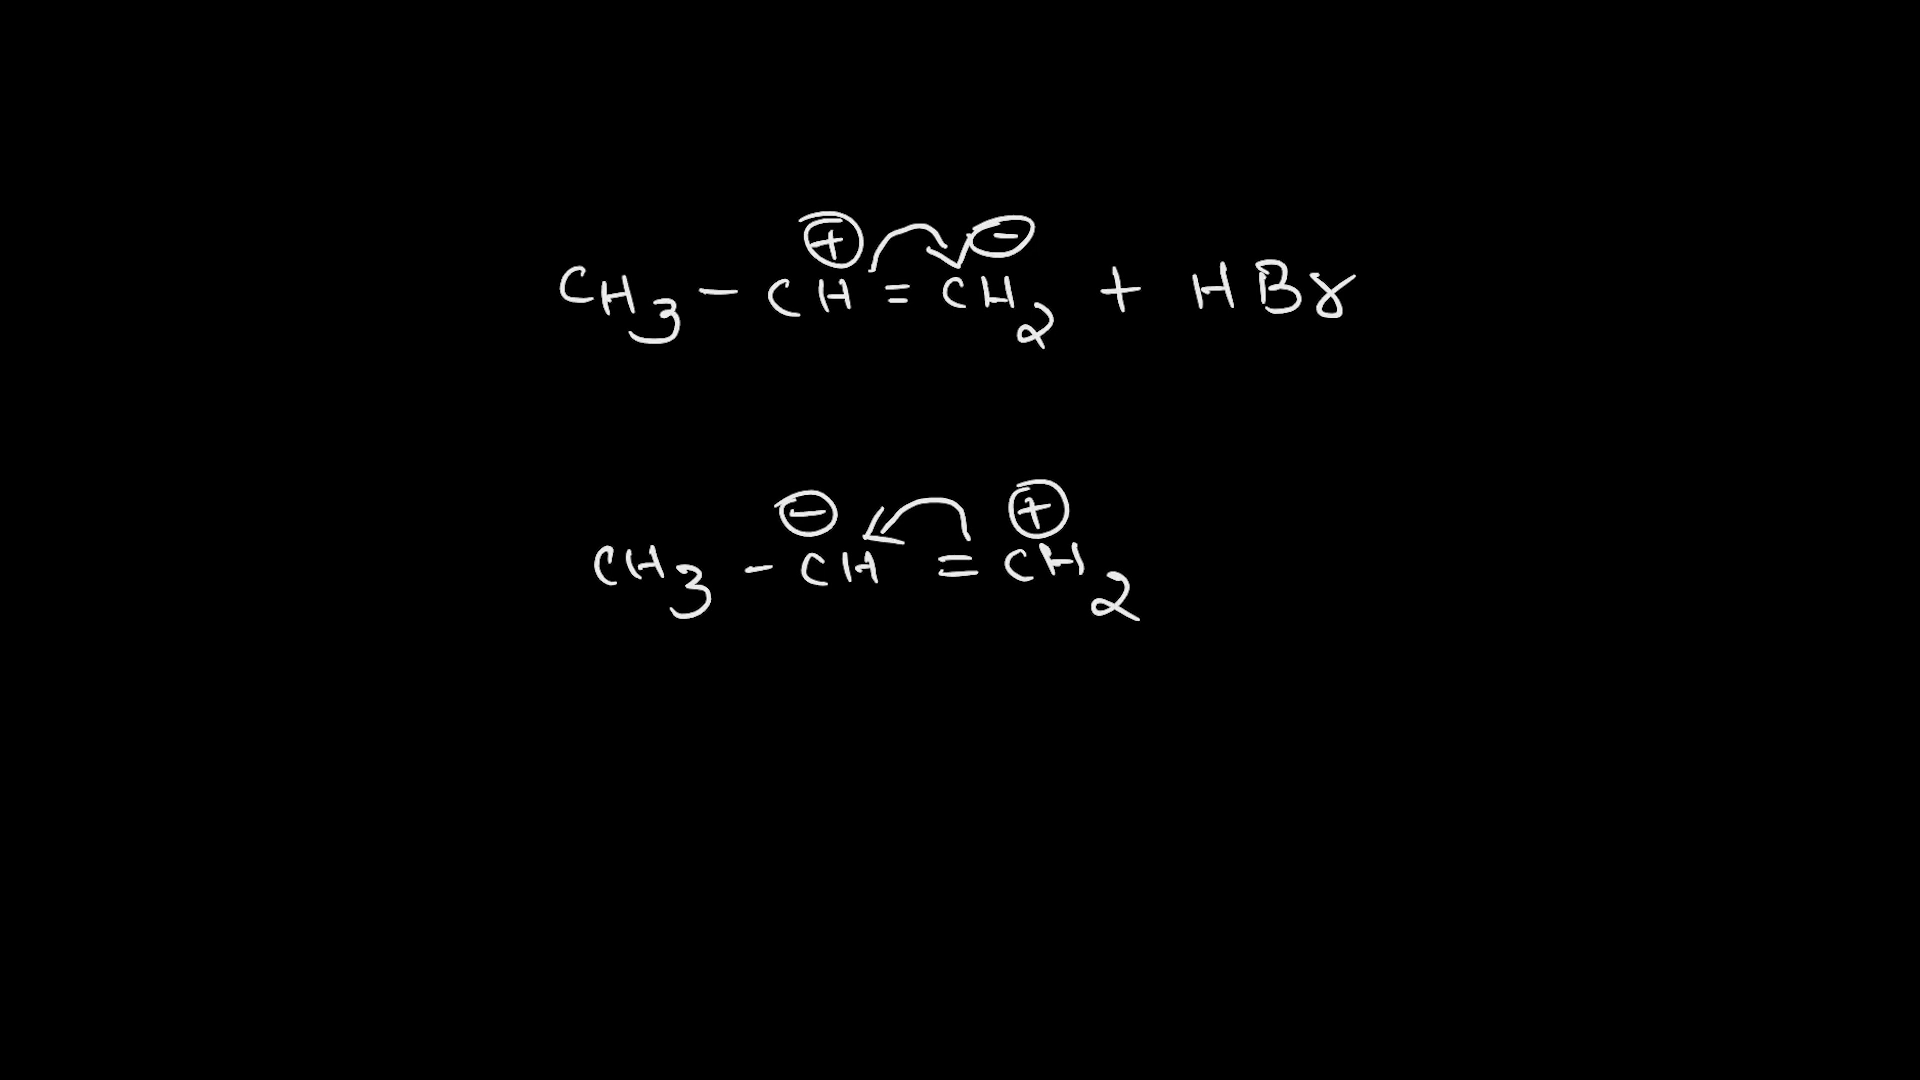 ⊕ ⊖
CH₃ - CH = CH₂ + HBr
⊖ ⊕
CH₃ - CH = CH₂